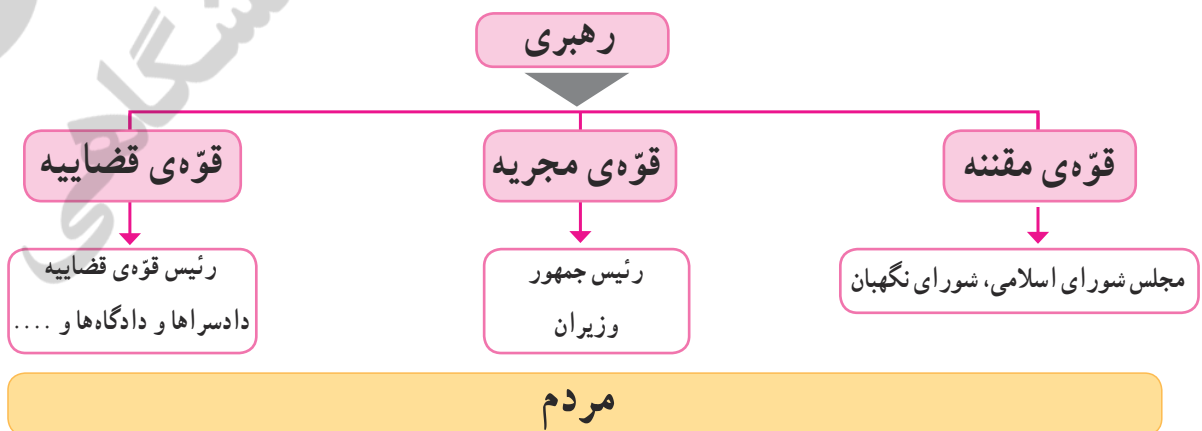 رهبری
قوّه‌ی مقننه
قوّه‌ی مجریه
قوّه‌ی قضاییه
مجلس شورای اسلامی، شورای نگهبان
رئیس جمهور
وزیران
رئیس قوّه‌ی قضاییه
دادسراها و دادگاه‌ها و ....
مردم